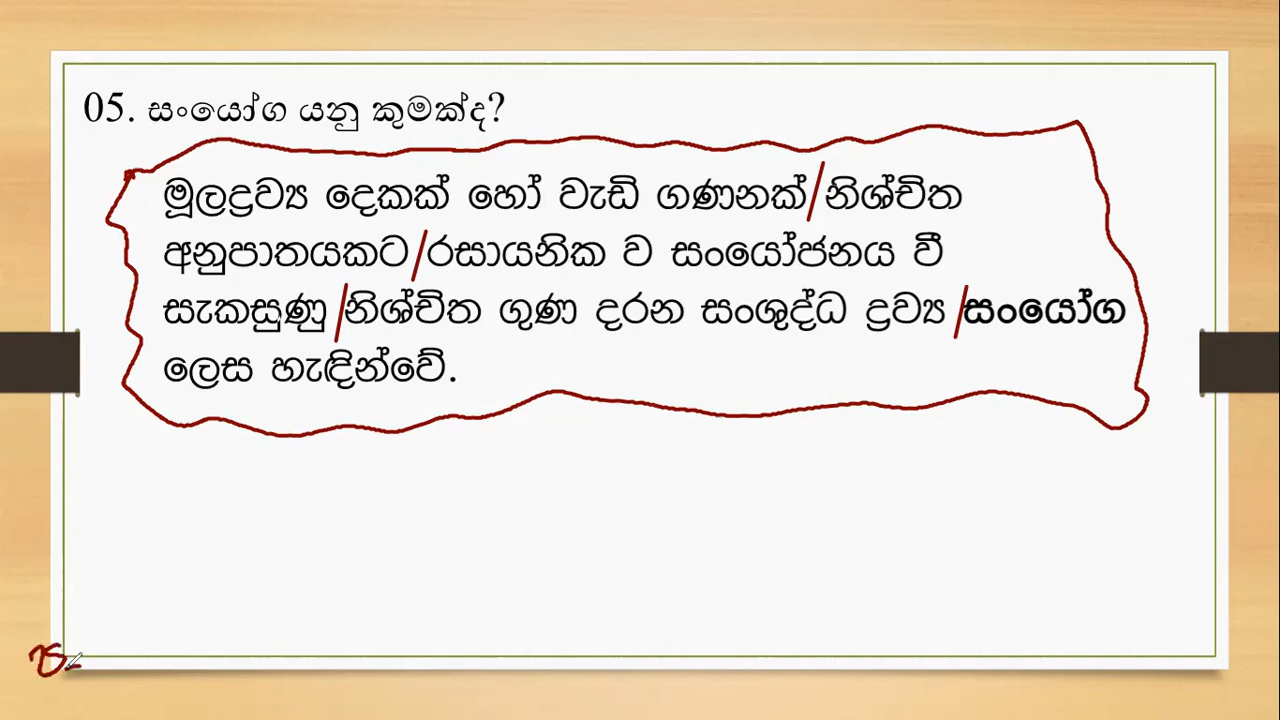 05. සංයෝග යනු කුමක්ද?
මූලද්‍රව්‍ය දෙකක් හෝ වැඩි ගණනක්/නිශ්චිත
අනුපාතයකට/රසායනික ව සංයෝජනය වී
සැකසුණු/නිශ්චිත ගුණ දරන සංශුද්ධ ද්‍රව්‍ය/සංයෝග
ලෙස හැඳින්වේ.